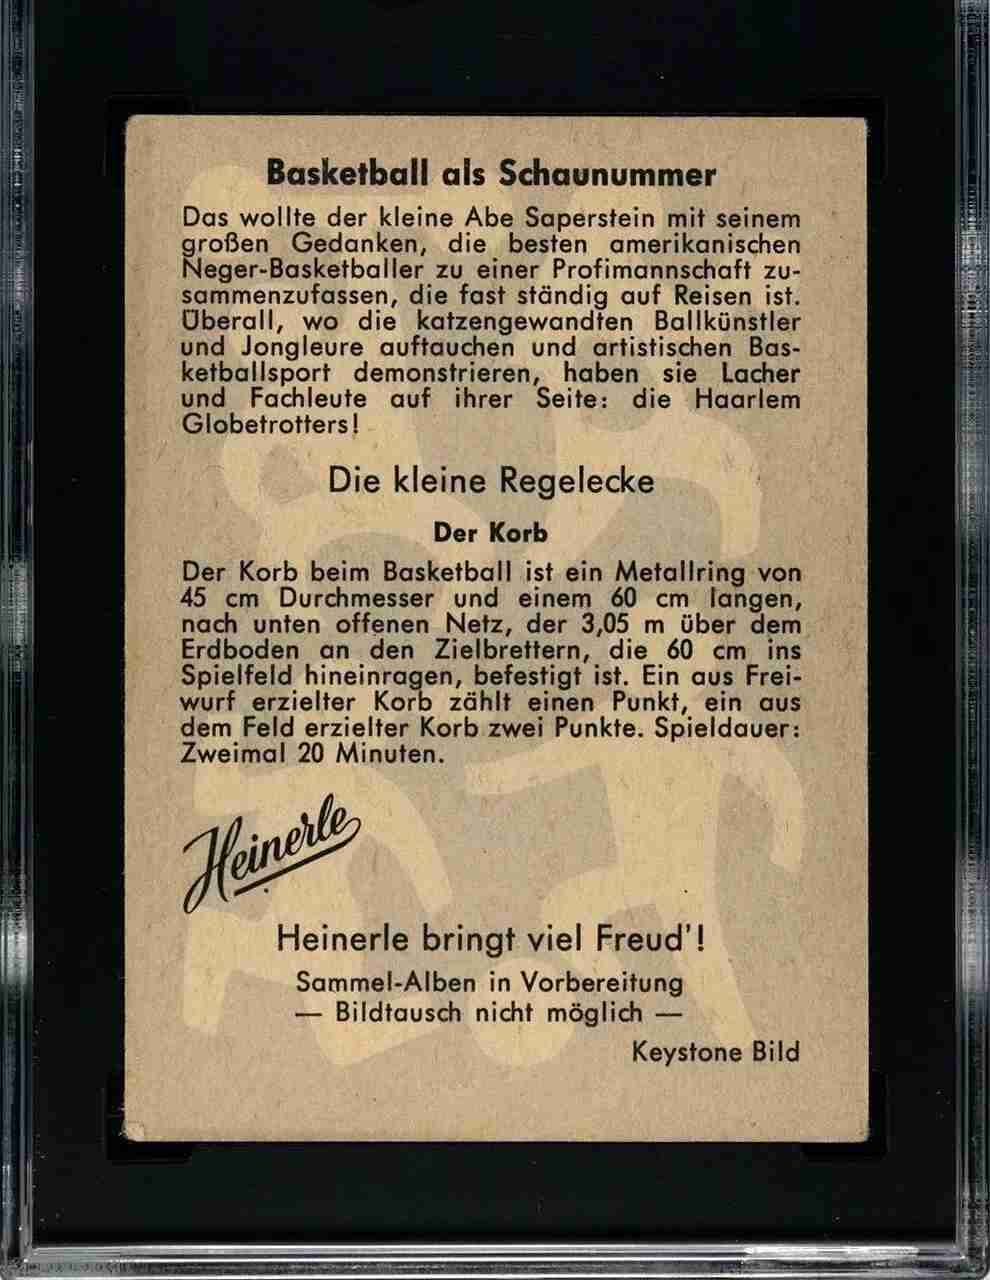 Basketball als Schaunummer
Das wollte der kleine Abe Saperstein mit seinem
großen Gedanken, die besten amerikanischen
Neger-Basketballer zu einer Profimannschaft zu-
sammenzufassen, die fast ständig auf Reisen ist.
Überall, wo die katzengewandten Ballkünstler
und Jongleure auftauchen und artistischen Bas-
ketballsport demonstrieren, haben sie Lacher
und Fachleute auf ihrer Seite: die Haarlem
Globetrotters!
Die kleine Regelecke
Der Korb
Der Korb beim Basketball ist ein Metallring von
45 cm Durchmesser und einem 60 cm langen,
nach unten offenen Netz, der 3,05 m über dem
Erdboden an den Zielbrettern, die 60 cm ins
Spielfeld hineinragen, befestigt ist. Ein aus Frei-
wurf erzielter Korb zählt einen Punkt, ein aus
dem Feld erzielter Korb zwei Punkte. Spieldauer:
Zweimal 20 Minuten.
Heinerle
Heinerle bringt viel Freud'!
Sammel-Alben in Vorbereitung
— Bildtausch nicht möglich —
Keystone Bild